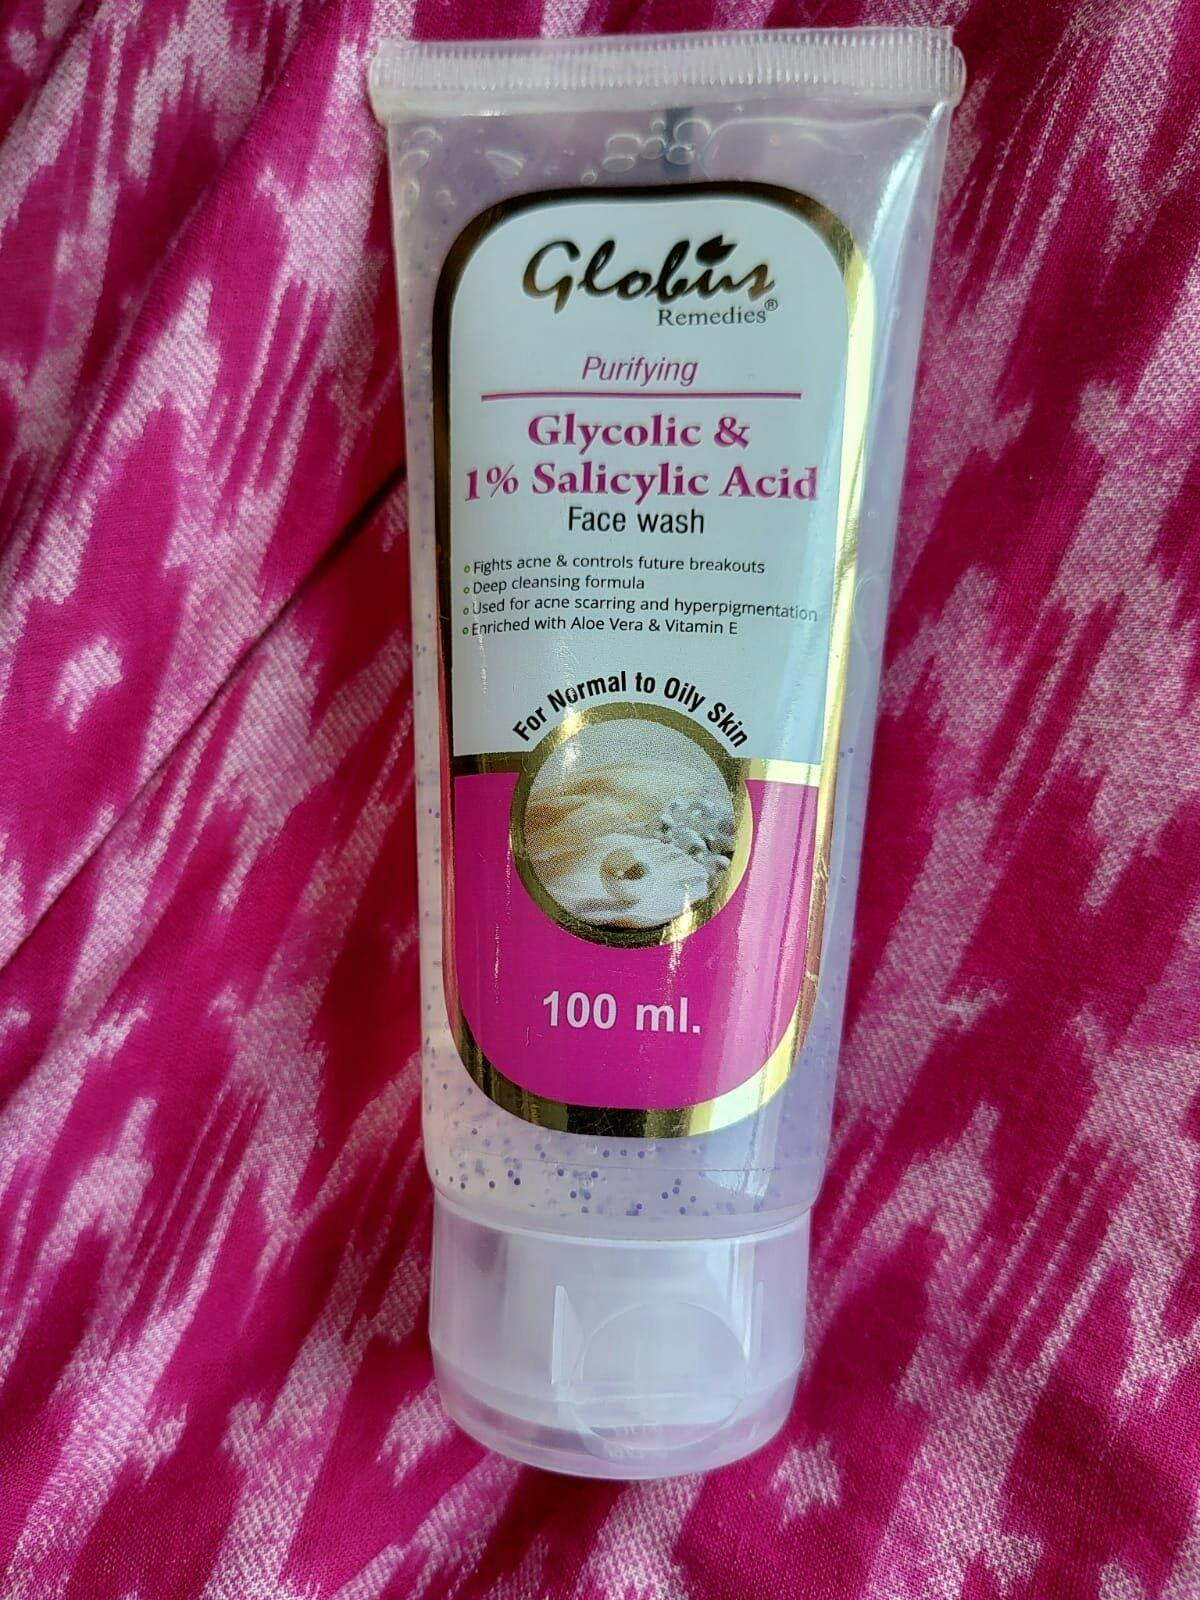 Globus
Remedies®
Purifying
Glycolic &
1% Salicylic Acid
Face wash
Fights acne & controls future breakouts
Deep cleansing formula
Used for acne scarring and hyperpigmentation
Enriched with Aloe Vera & Vitamin E
For Normal to Oily Skin
100 ml.